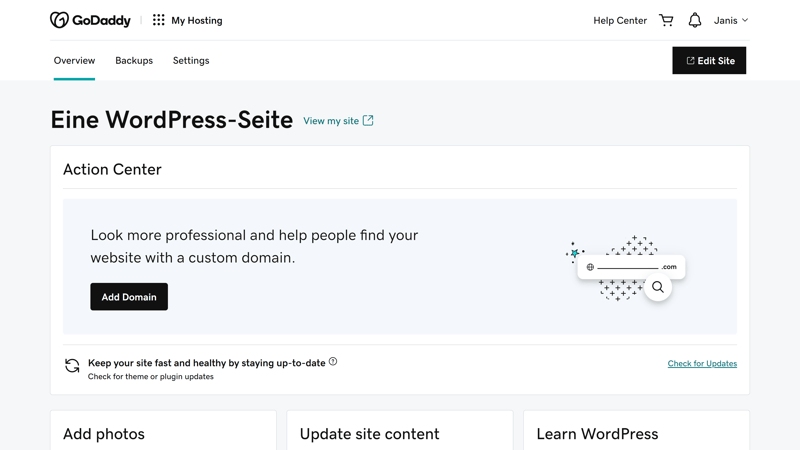 GoDaddy
My Hosting
Help Center
Janis
Overview
Backups
Settings
Edit Site
Eine WordPress-Seite
View my site
Action Center
Look more professional and help people find your
website with a custom domain.
.com
Add Domain
Keep your site fast and healthy by staying up-to-date ?
Check for theme or plugin updates
Check for Updates
Add photos
Update site content
Learn WordPress